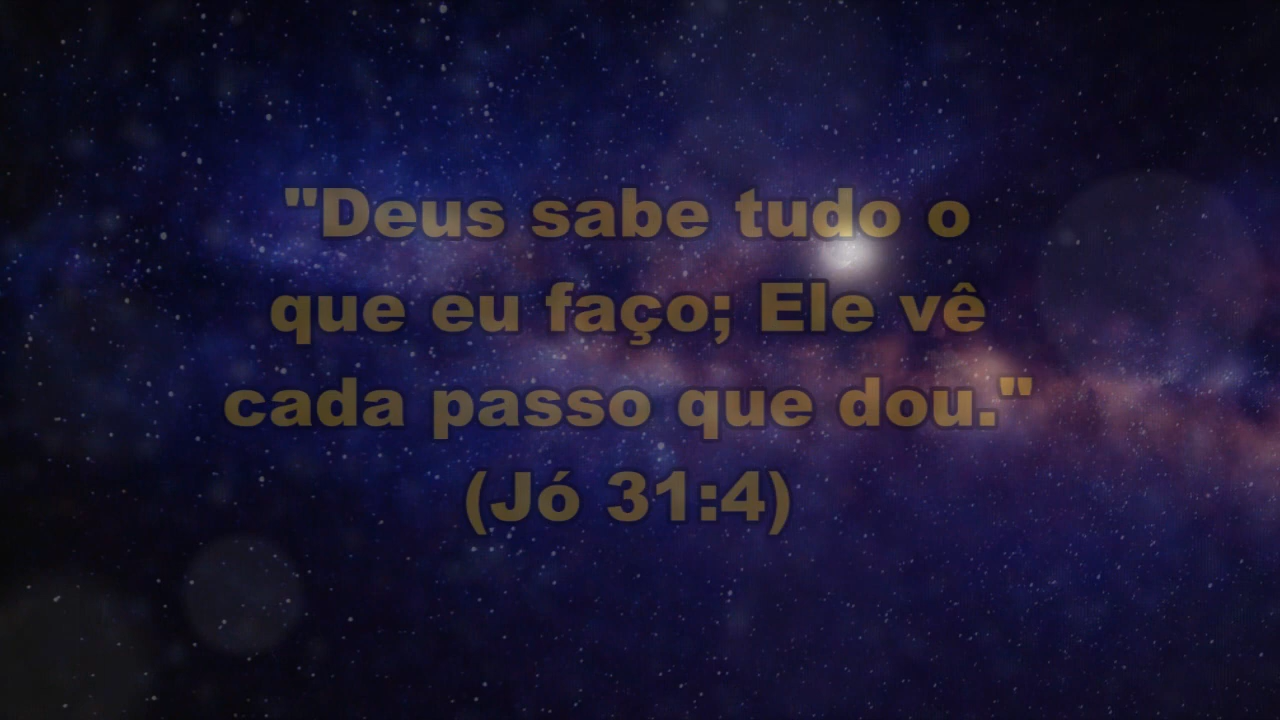 "Deus sabe tudo o
que eu faço; Ele vê
cada passo que dou."
(Jó 31:4)